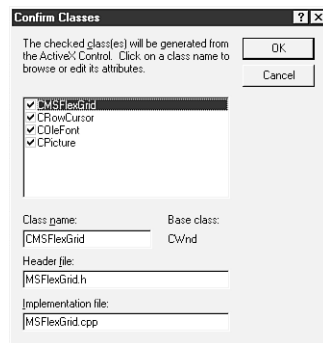 Confirm Classes
The checked class(es) will be generated from
the ActiveX Control. Click on a class name to
browse or edit its attributes.
OK
Cancel
CMSFlexGrid
CRowCursor
COleFont
CPicture
Class name:
Base class:
CMSFlexGrid
CWnd
Header file:
MSFlexGrid.h
Implementation file:
MSFlexGrid.cpp